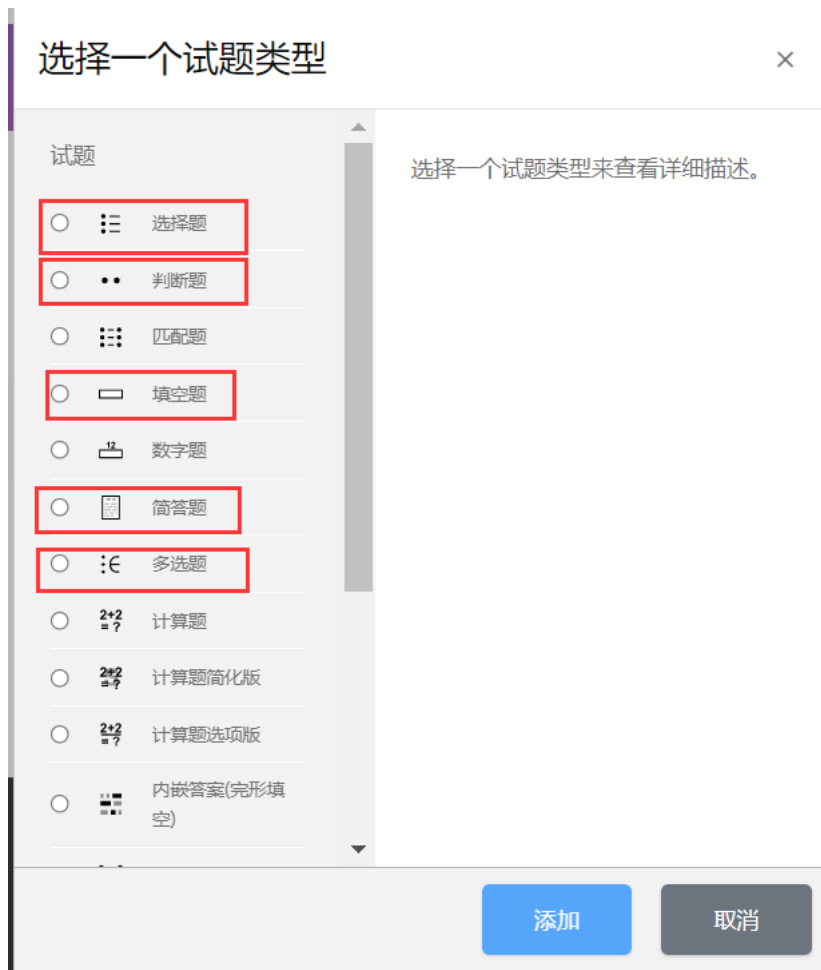 选择一个试题类型
×
试题
选择一个试题类型来查看详细描述。
选择题
判断题
匹配题
填空题
12
数字题
简答题
多选题
2+2
= ?
计算题
2+2
= ?
计算题简化版
2+2
= ?
计算题选项版
内嵌答案(完形填
空)
添加
取消